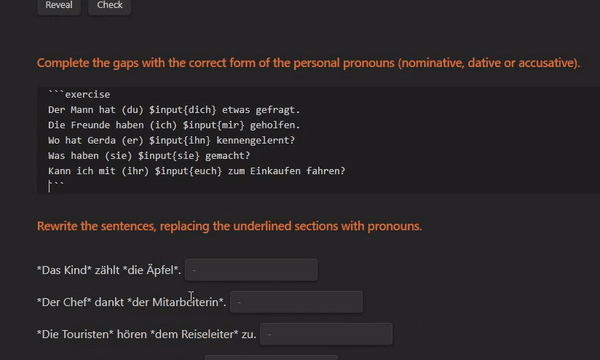 Reveal Check
Complete the gaps with the correct form of the personal pronouns (nominative, dative or accusative).
```exercise
Der Mann hat (du) $input{dich} etwas gefragt.
Die Freunde haben (ich) $input{mir} geholfen.
Wo hat Gerda (er) $input{ihn} kennengelernt?
Was haben (sie) $input{sie} gemacht?
Kann ich mit (ihr) $input{euch} zum Einkaufen fahren?
```
Rewrite the sentences, replacing the underlined sections with pronouns.
*Das Kind* zählt *die Äpfel*. -
*Der Chef* dankt *der Mitarbeiterin*. -
*Die Touristen* hören *dem Reiseleiter* zu. -